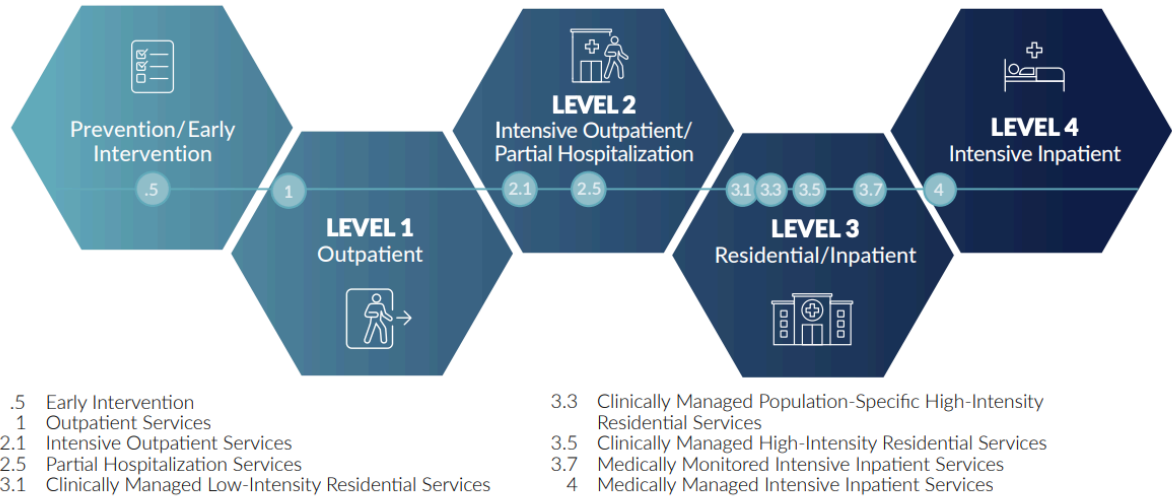 Prevention/Early
Intervention
.5
1
LEVEL 1
Outpatient
LEVEL 2
Intensive Outpatient/
Partial Hospitalization
2.1
2.5
3.1
3.3
3.5
3.7
LEVEL 3
Residential/Inpatient
LEVEL 4
Intensive Inpatient
4
.5 Early Intervention
1 Outpatient Services
2.1 Intensive Outpatient Services
2.5 Partial Hospitalization Services
3.1 Clinically Managed Low-Intensity Residential Services
3.3 Clinically Managed Population-Specific High-Intensity
Residential Services
3.5 Clinically Managed High-Intensity Residential Services
3.7 Medically Monitored Intensive Inpatient Services
4 Medically Managed Intensive Inpatient Services